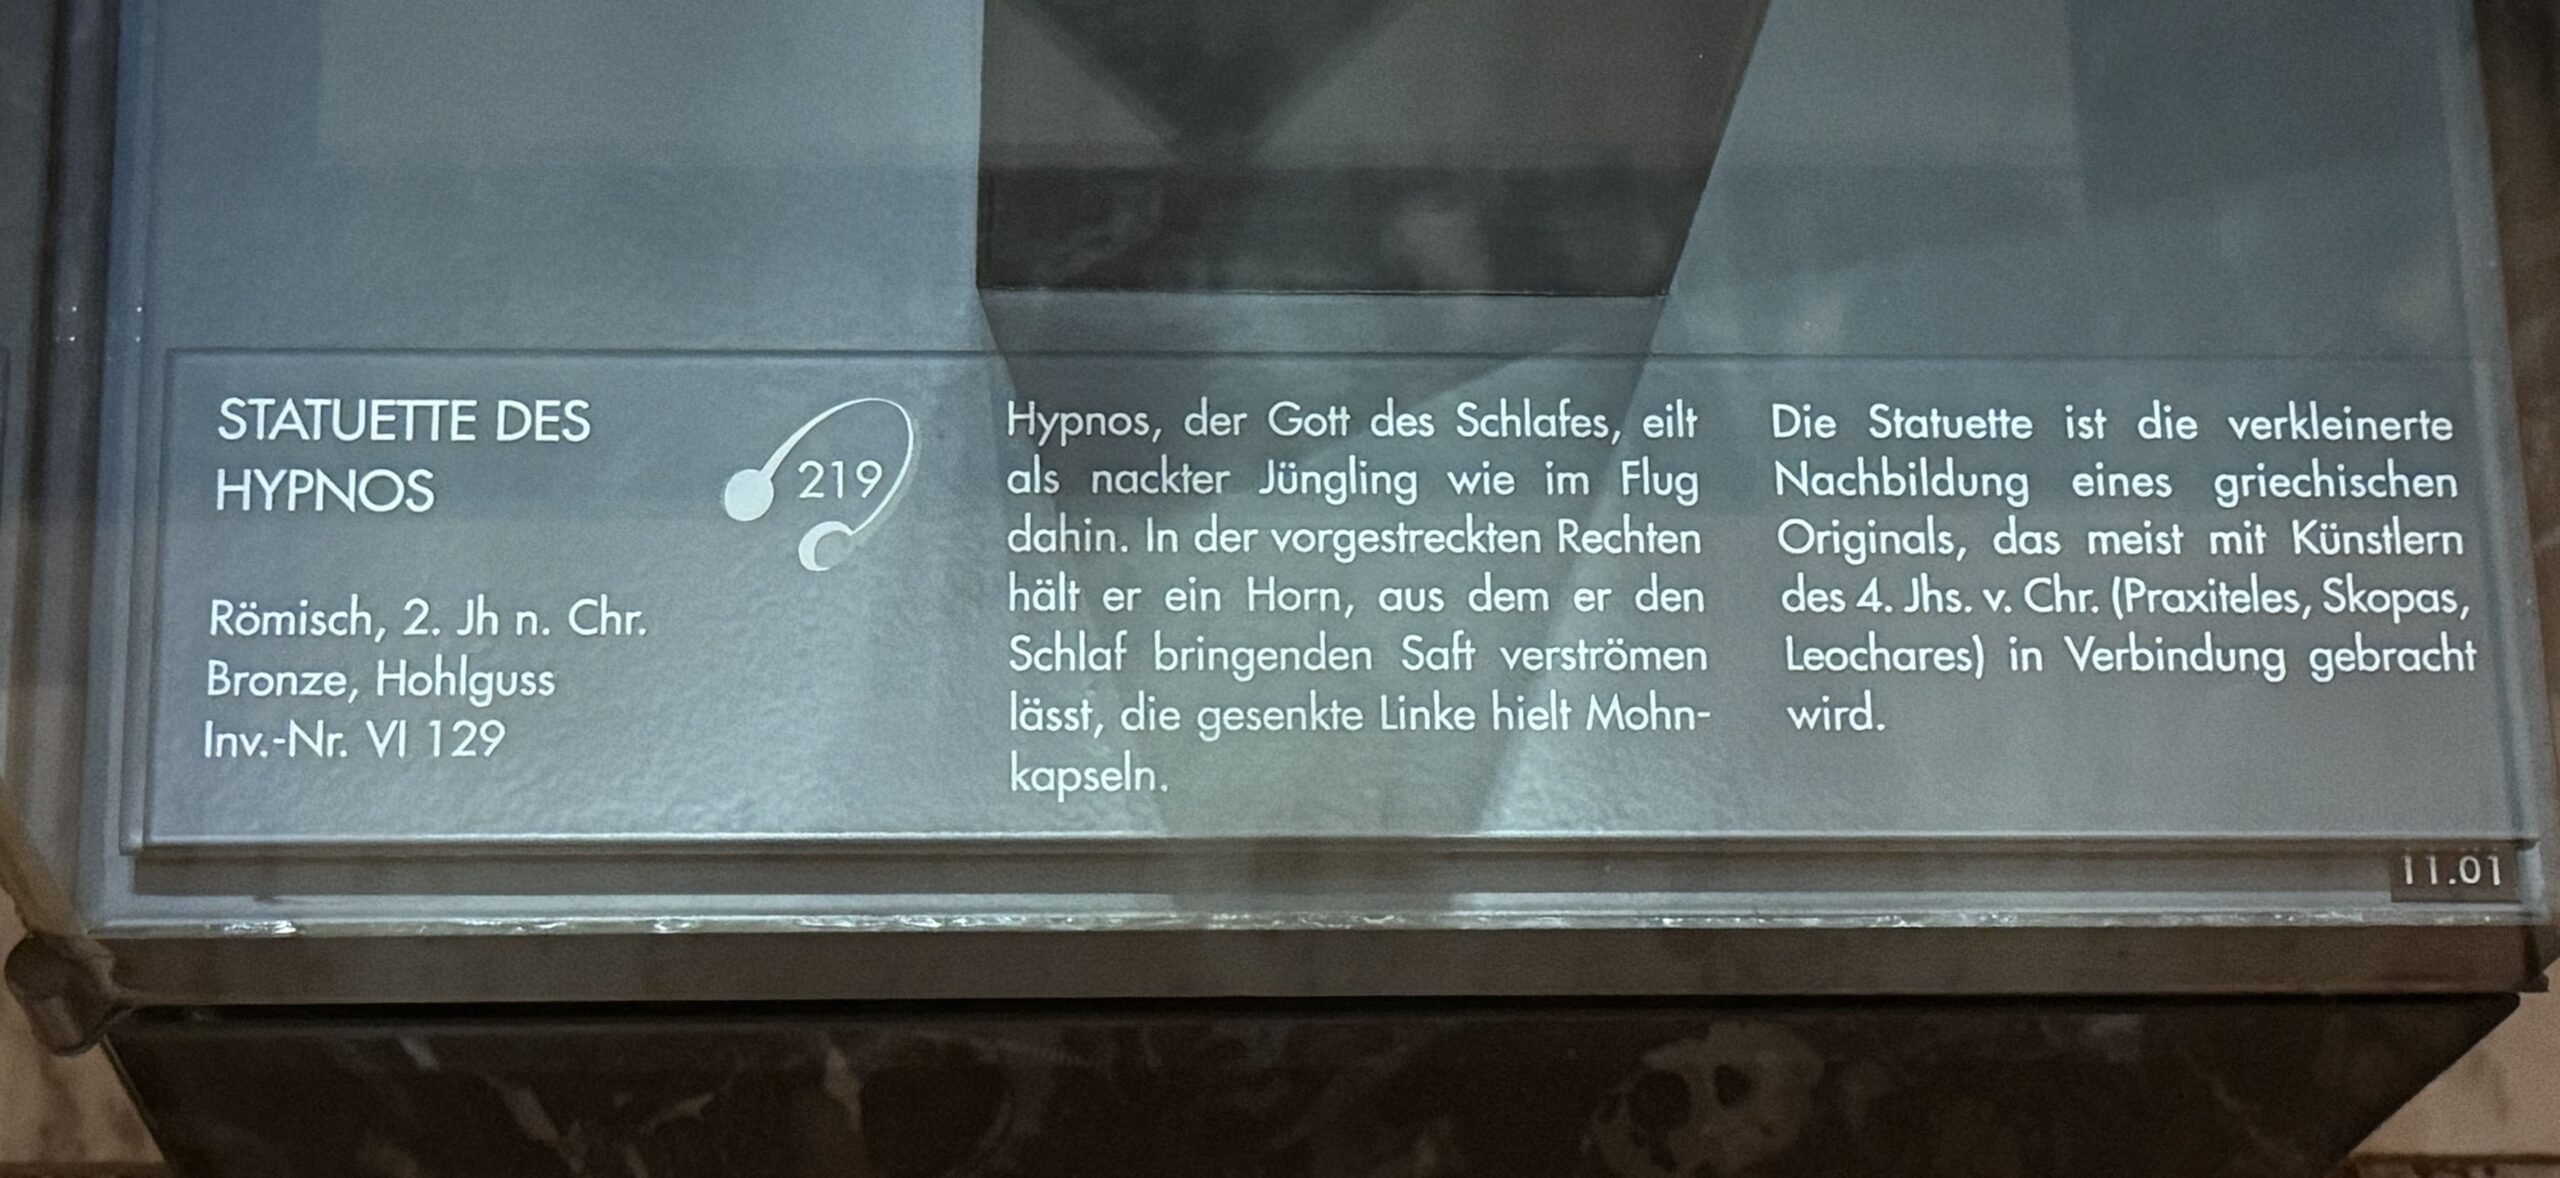 STATUETTE DES
HYPNOS
219
Römisch, 2. Jh n. Chr.
Bronze, Hohlguss
Inv.-Nr. VI 129
Hypnos, der Gott des Schlafes, eilt
als nackter Jüngling wie im Flug
dahin. In der vorgestreckten Rechten
hält er ein Horn, aus dem er den
Schlaf bringenden Saft verströmen
lässt, die gesenkte Linke hielt Mohn-
kapseln.
Die Statuette ist die verkleinerte
Nachbildung eines griechischen
Originals, das meist mit Künstlern
des 4. Jhs. v. Chr. (Praxiteles, Skopas,
Leochares) in Verbindung gebracht
wird.
11.01